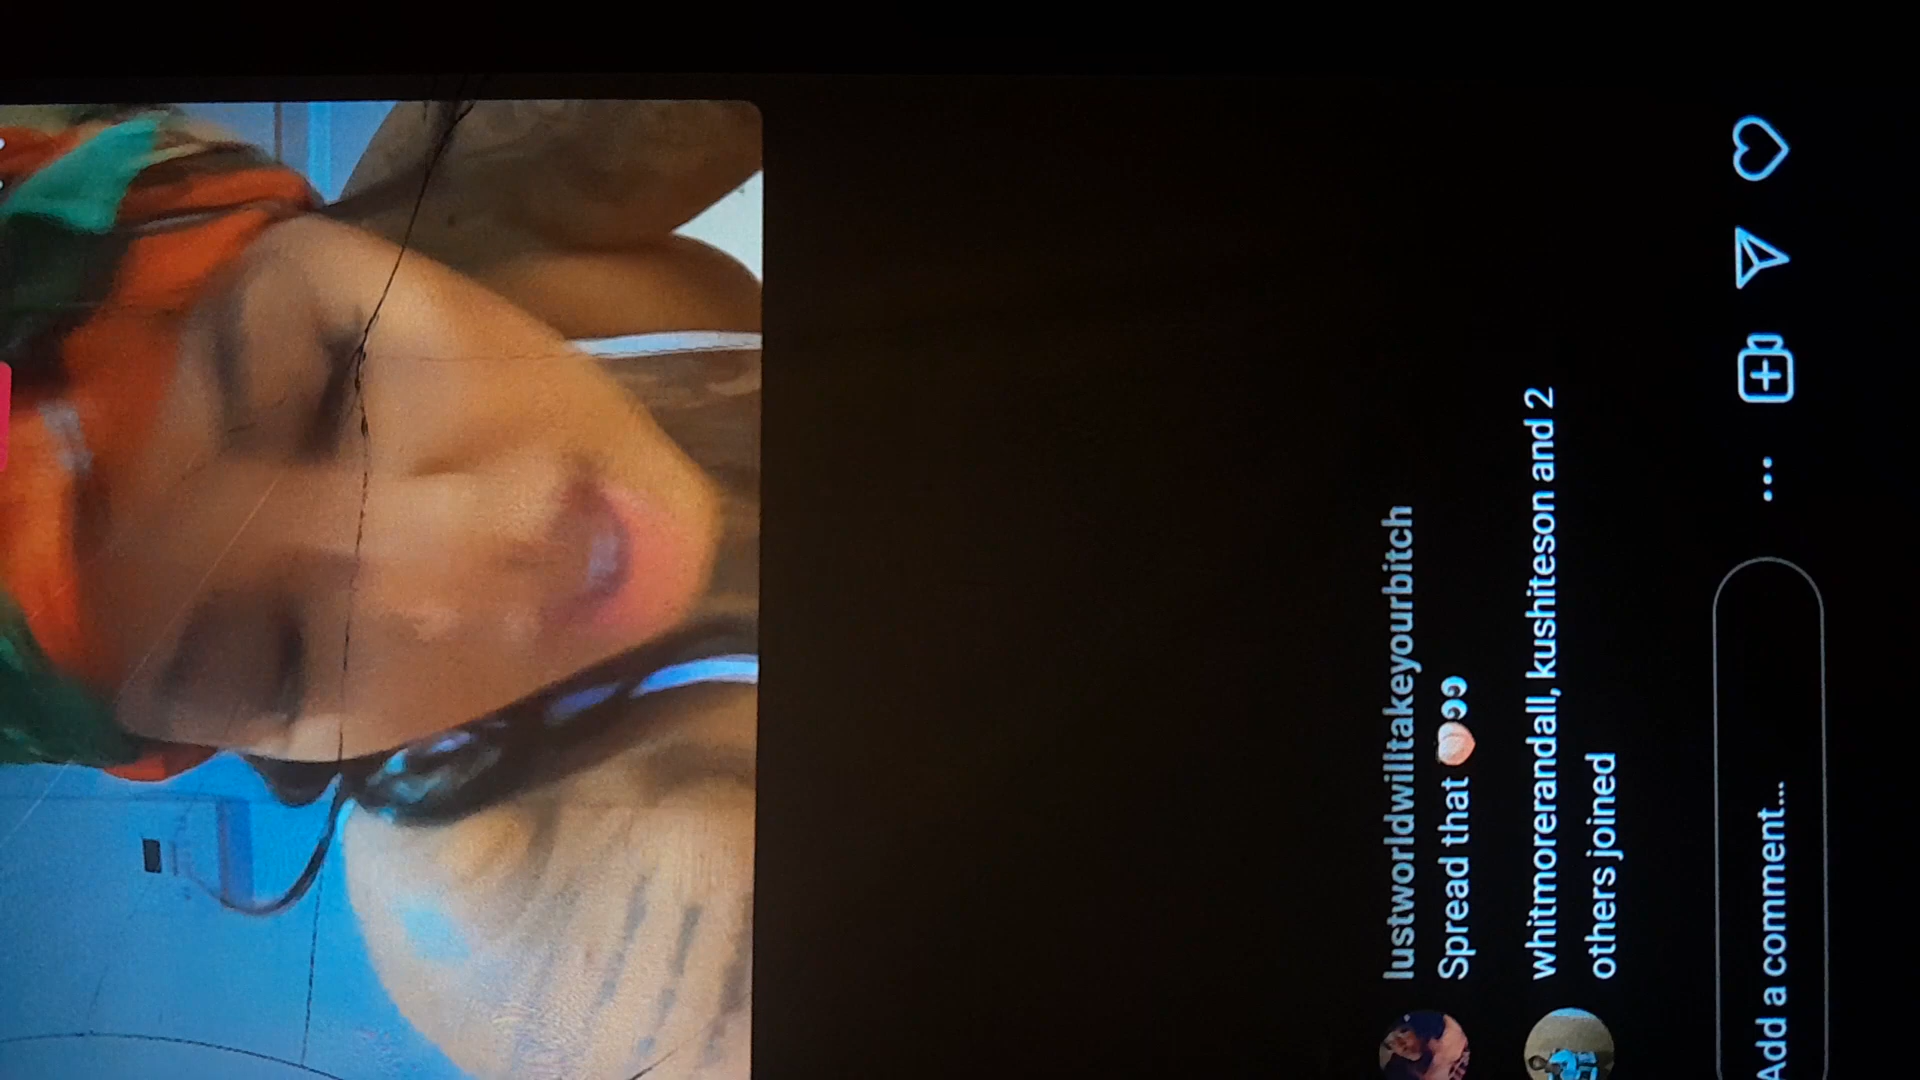 lustworldwilltakeyourbitch
Spread that 🍑👀
whitmorerandall, kushiteson and 2
others joined
Add a comment...